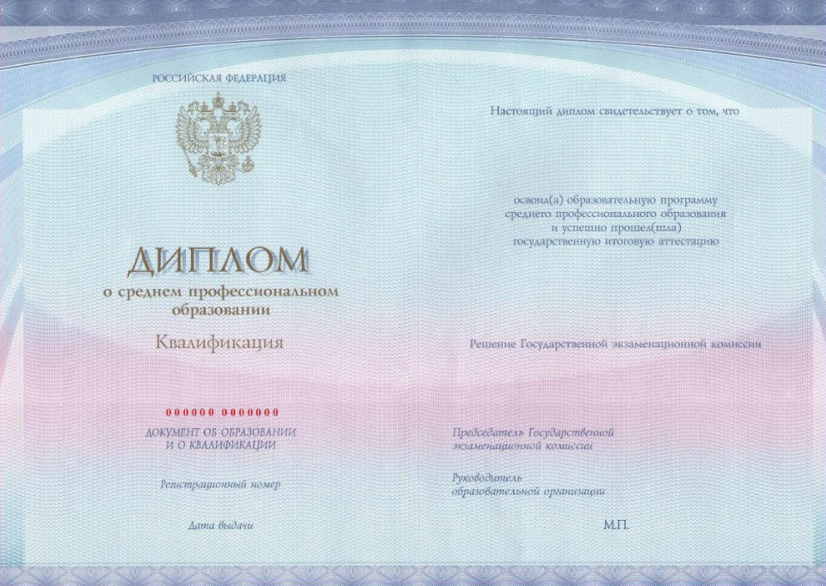 РОССИЙСКАЯ ФЕДЕРАЦИЯ
ДИПЛОМ
о среднем профессиональном
образовании
Квалификация
000000 0000000
ДОКУМЕНТ ОБ ОБРАЗОВАНИИ
И О КВАЛИФИКАЦИИ
Регистрационный номер
Дата выдачи
Настоящий диплом свидетельствует о том, что
освоил(а) образовательную программу
среднего профессионального образования
и успешно прошел(шла)
государственную итоговую аттестацию
Решение Государственной экзаменационной комиссии
Председатель Государственной
экзаменационной комиссии
Руководитель
образовательной организации
М.П.